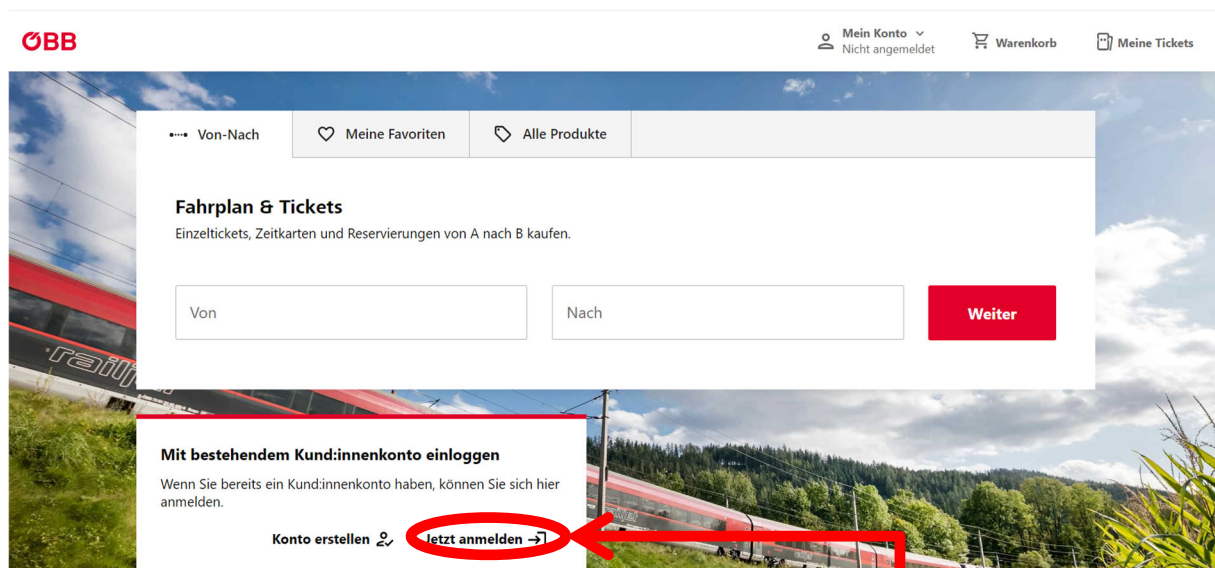 ÖBB
Mein Konto
Nicht angemeldet
Warenkorb
Meine Tickets
Von-Nach
Meine Favoriten
Alle Produkte
Fahrplan & Tickets
Einzeltickets, Zeitkarten und Reservierungen von A nach B kaufen.
Von
Nach
Weiter
railj
Mit bestehendem Kund:innenkonto einloggen
Wenn Sie bereits ein Kund:innenkonto haben, können Sie sich hier
anmelden.
Konto erstellen
Jetzt anmelden